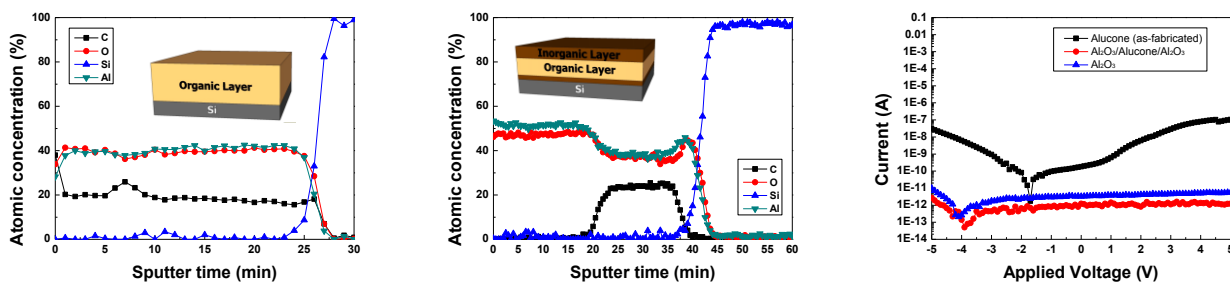 Atomic concentration (%)
100
80
60
40
20
0
C
O
Si
Al
Organic Layer
Si
0 5 10 15 20 25 30
Sputter time (min)
Atomic concentration (%)
100
80
60
40
20
0
Inorganic Layer
Organic Layer
Si
C
O
Si
Al
0 5 10 15 20 25 30 35 40 45 50 55 60
Sputter time (min)
Current (A)
0.1
0.01
1E-3
1E-4
1E-5
1E-6
1E-7
1E-8
1E-9
1E-10
1E-11
1E-12
1E-13
1E-14
Alucone (as-fabricated)
Al₂O₃/Alucone/Al₂O₃
Al₂O₃
-5 -4 -3 -2 -1 0 1 2 3 4 5
Applied Voltage (V)